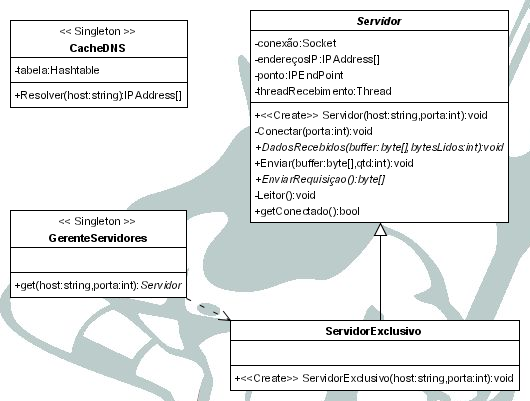 << Singleton >>
CacheDNS
-tabela:Hashtable
+Resolver(host:string):IPAddress[]
Servidor
-conexão:Socket
-endereçosIP:IPAddress[]
-ponto:IPEndPoint
-threadRecebimento:Thread
+<<Create>> Servidor(host:string,porta:int):void
-Conectar(porta:int):void
+DadosRecebidos(buffer:byte[],bytesLidos:int):void
+Enviar(buffer:byte[],qtd:int):void
+EnviarRequisiçao():byte[]
-Leitor():void
+getConectado():bool
<< Singleton >>
GerenteServidores
+get(host:string,porta:int):Servidor
ServidorExclusivo
+<<Create>> ServidorExclusivo(host:string,porta:int):void